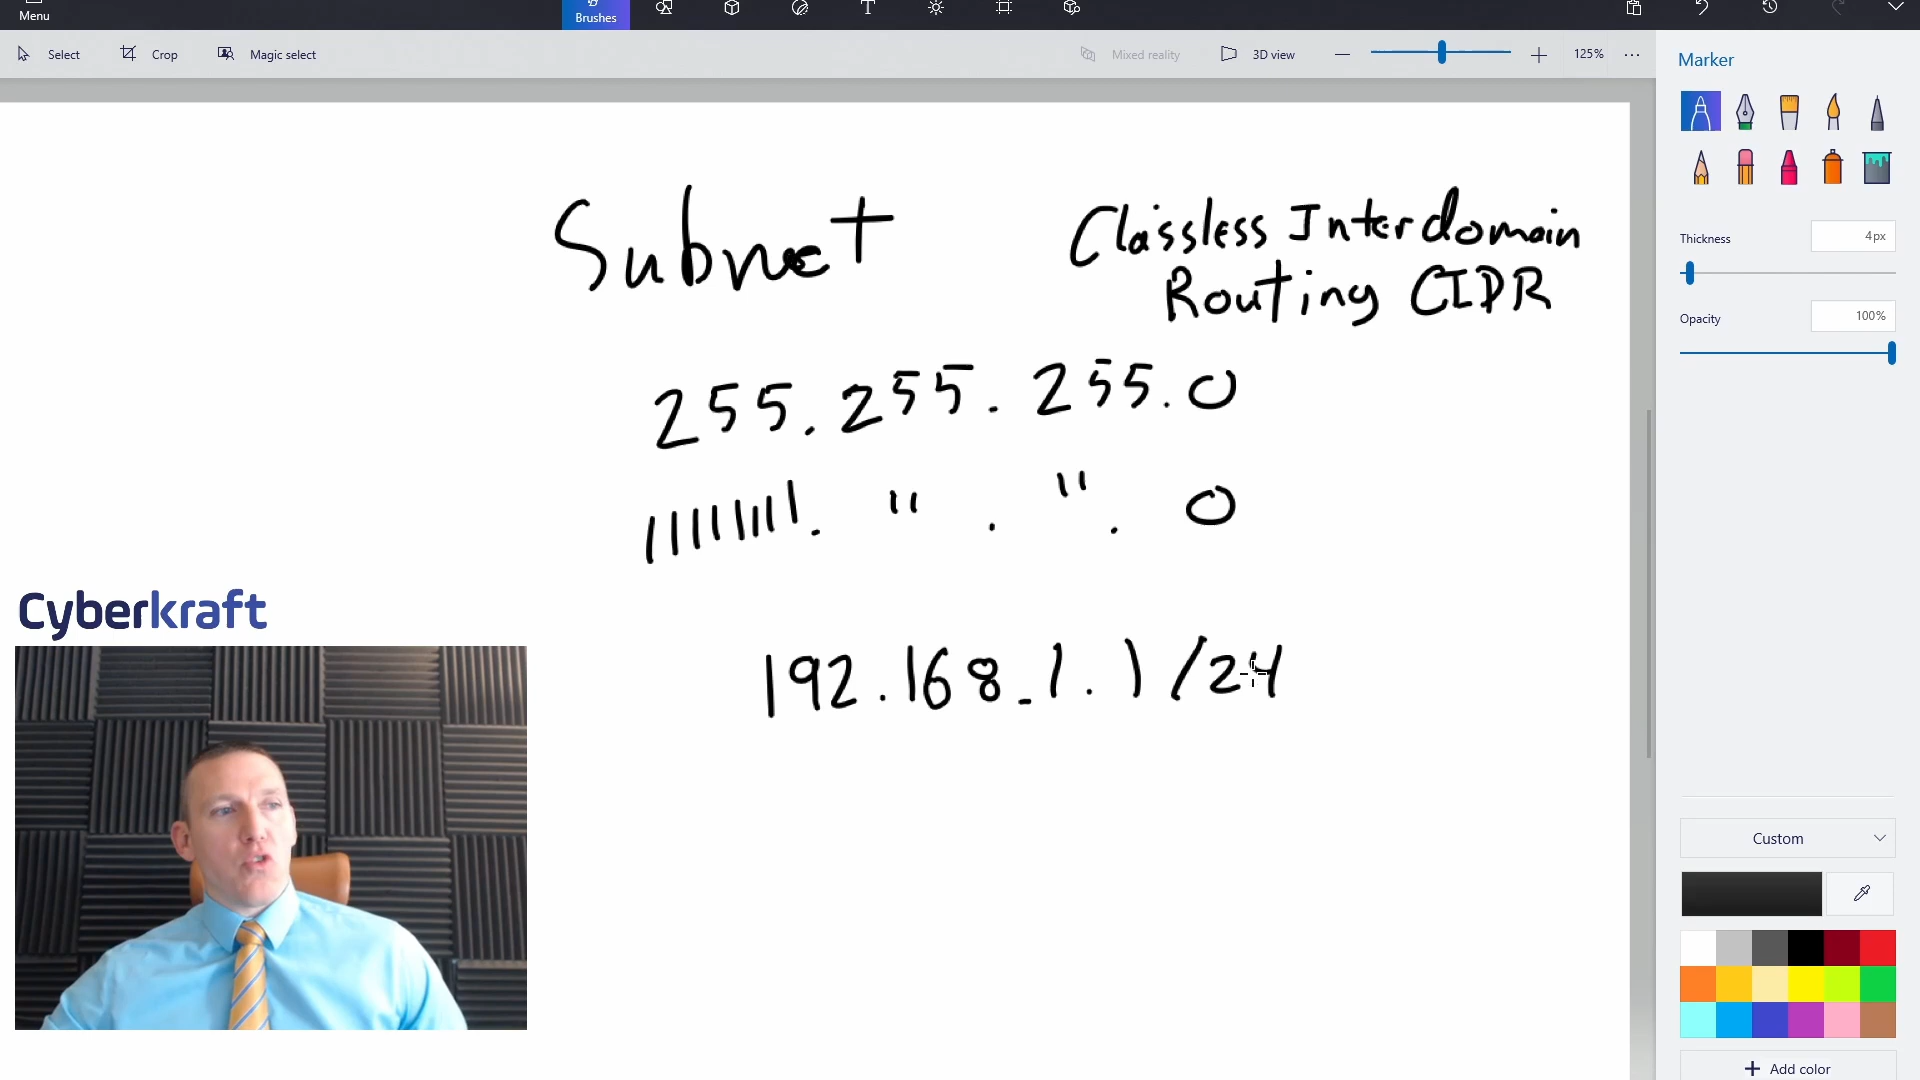 Menu
Brushes
Select Crop Magic select Mixed reality 3D view 125%
Marker
Thickness 4px
Opacity 100%
Subnet
Classless Interdomain
Routing CIDR
255.255.255.0
11111111. " . " . 0
192.168.1.1/24
Cyberkraft
Custom
+ Add color